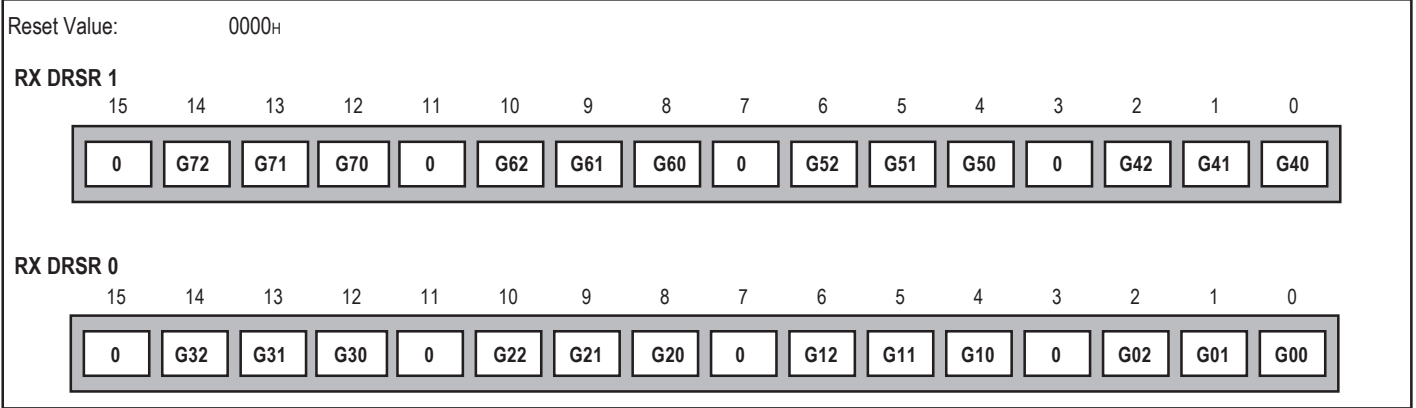 Reset Value: 0000H
RX DRSR 1
15 14 13 12 11 10 9 8 7 6 5 4 3 2 1 0
0 G72 G71 G70 0 G62 G61 G60 0 G52 G51 G50 0 G42 G41 G40
RX DRSR 0
15 14 13 12 11 10 9 8 7 6 5 4 3 2 1 0
0 G32 G31 G30 0 G22 G21 G20 0 G12 G11 G10 0 G02 G01 G00